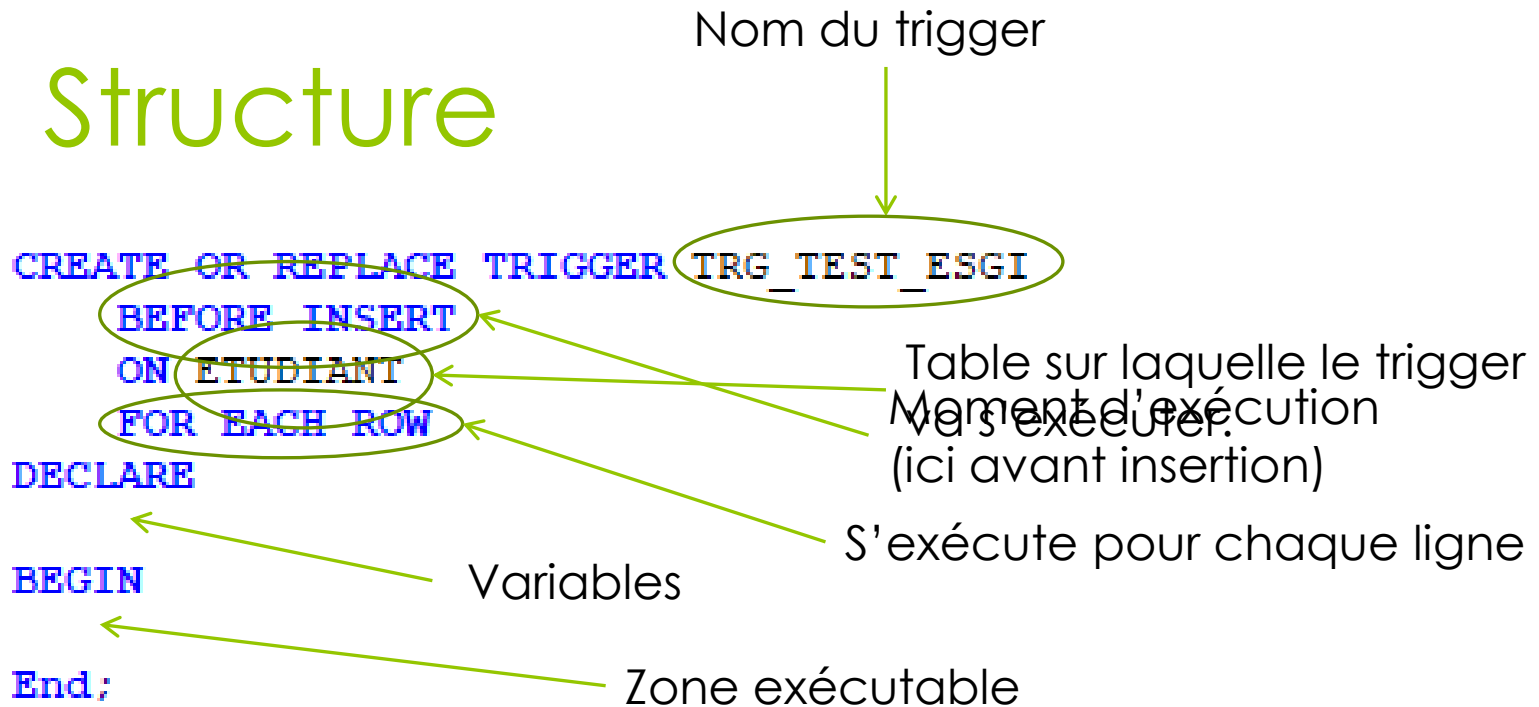 Nom du trigger
Structure
CREATE OR REPLACE TRIGGER TRG_TEST_ESGI
BEFORE INSERT
ON ETUDIANT
FOR EACH ROW
DECLARE
BEGIN
End;
Table sur laquelle le trigger
va s'exécuter.
Moment d'exécution
(ici avant insertion)
S'exécute pour chaque ligne
Variables
Zone exécutable